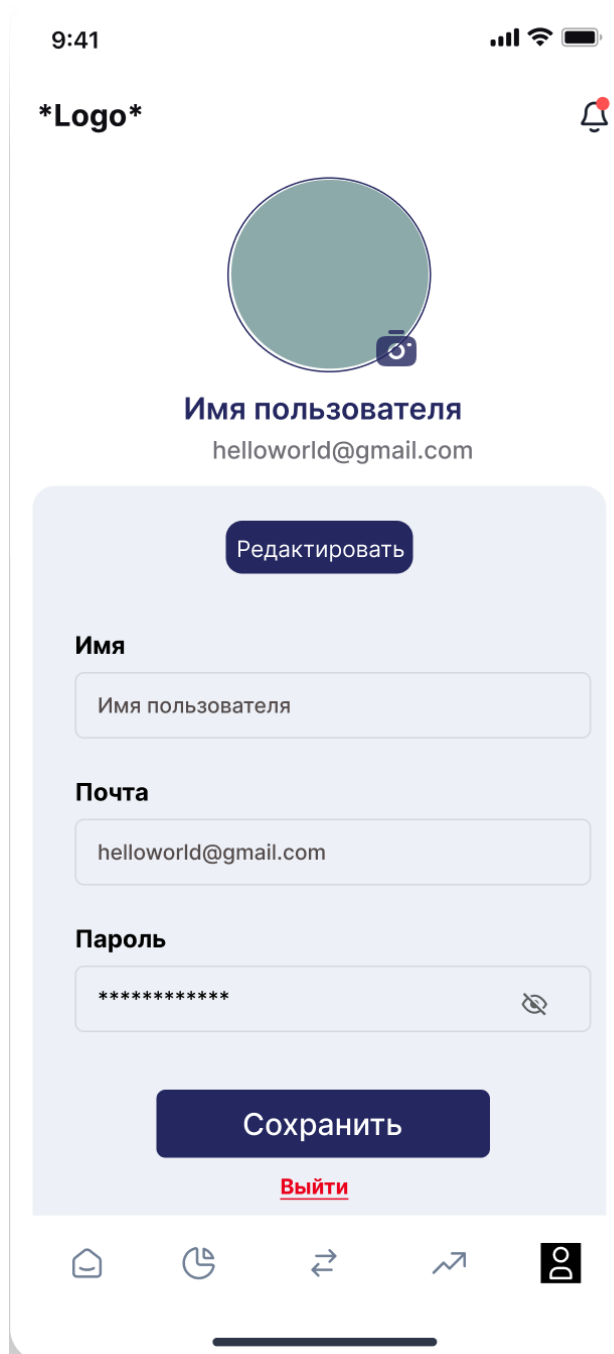 9:41
*Logo*
Имя пользователя
helloworld@gmail.com
Редактировать
Имя
Имя пользователя
Почта
helloworld@gmail.com
Пароль
************
Сохранить
Выйти